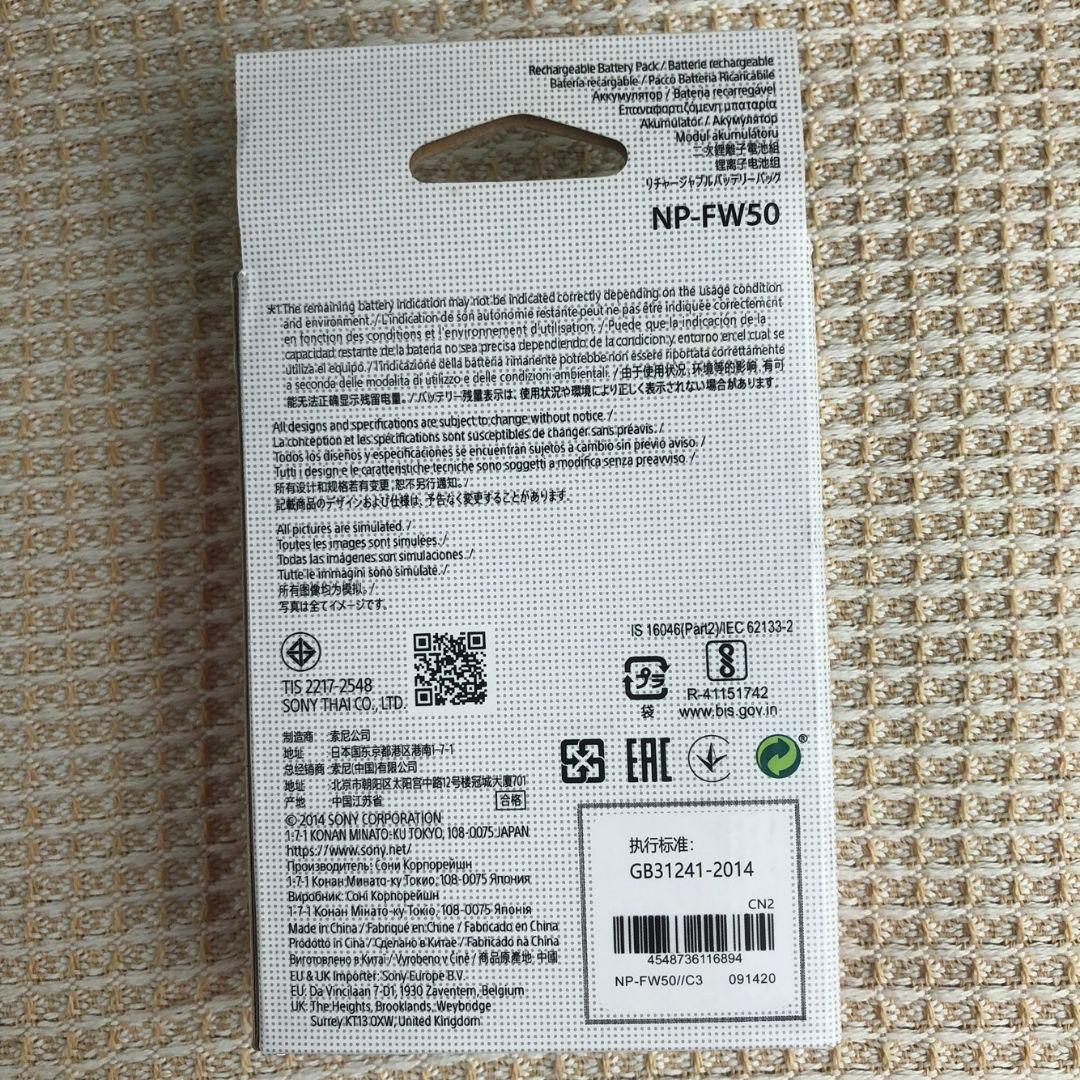 Rechargeable Battery Pack / Batterie rechargeable
Batería recargable / Pacco Batteria Ricaricabile
Аккумулятор / Bateria recarregável
Επαναφορτιζόμενη μπαταρία
Akumulator / Акумулятор
Modul akumulátoru
二次鋰離子電池組
锂离子电池组
リチャージャブルバッテリーパック
NP-FW50
*1 The remaining battery indication may not be indicated correctly depending on the usage condition
and environment. / L'indication de son autonomie restante peut ne pas être indiquée correctement
en fonction des conditions et l'environnement d'utilisation. / Puede que la indicación de la
capacidad restante de la batería no sea precisa dependiendo de la condición y entorno en el cual se
utiliza el equipo. / l'indicazione della batteria rimanente potrebbe non essere riportata correttamente
a seconda delle modalità di utilizzo e delle condizioni ambientali. / 由于使用状况,环境等的影响,有可
能无法正确显示残留电量。/ バッテリー残量表示は、使用状況や環境により正しく表示されない場合があります。
All designs and specifications are subject to change without notice. /
La conception et les spécifications sont susceptibles de changer sans préavis. /
Todos los diseños y especificaciones se encuentran sujetos a cambio sin previo aviso. /
Tutti i design e le caratteristiche tecniche sono soggetti a modifica senza preavviso. /
所有设计和规格若有变更,恕不另行通知。/
記載商品のデザインおよび仕様は、予告なく変更することがあります。
All pictures are simulated. /
Toutes les images sont simulées. /
Todas las imágenes son simulaciones. /
Tutte le immagini sono simulate. /
所有图像均为模拟。/
写真は全てイメージです。
IS 16046(Part2)/IEC 62133-2
TIS 2217-2548
SONY THAI CO., LTD.
プラ
袋
R-41151742
www.bis.gov.in
EAC
®
制造商 : 索尼公司
地址 : 日本国东京都港区港南1-7-1
总经销商 : 索尼(中国)有限公司
地址 : 北京市朝阳区太阳宫中路12号楼冠城大厦701
产地 : 中国江苏省
合格
© 2014 SONY CORPORATION
1-7-1 KONAN MINATO-KU TOKYO, 108-0075 JAPAN
https://www.sony.net/
Производитель: Сони Корпорейшн
1-7-1 Конан Минато-ку Токио, 108-0075 Япония
Виробник: Соні Корпорейшн
1-7-1 Конан Мінато-ку Токіо, 108-0075 Японія
Made in China / Fabriqué en Chine / Fabricado en China
Prodotto in Cina / Сделано в Китае / Fabricado na China
Виготовлено в Китаї / Vyrobeno v Číně / 商品原產地: 中國
EU & UK Importer: Sony Europe B.V.
EU: Da Vincilaan 7-D1, 1930 Zaventem, Belgium
UK: The Heights, Brooklands, Weybridge
Surrey KT13 0XW, United Kingdom
执行标准:
GB31241-2014
CN2
4548736116894
NP-FW50//C3 091420